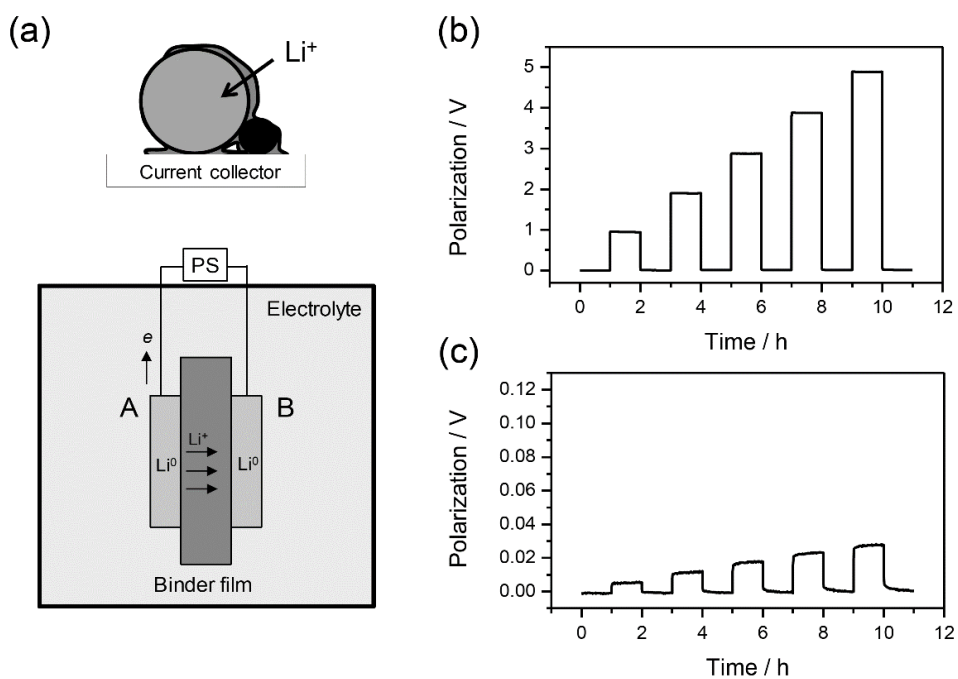 (a)
Li⁺
Current collector
PS
Electrolyte
e
A
B
Li⁺
Li⁰
Li⁰
Binder film
(b)
Polarization / V
5
4
3
2
1
0
0 2 4 6 8 10 12
Time / h
(c)
Polarization / V
0.12
0.10
0.08
0.06
0.04
0.02
0.00
0 2 4 6 8 10 12
Time / h